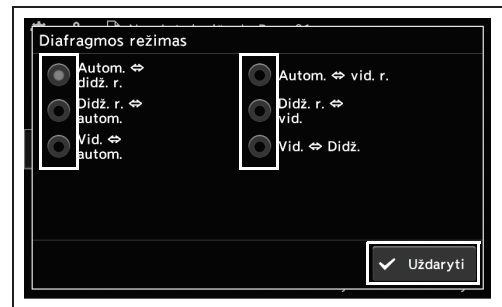 Diafragmos režimas
Autom. ⇔
didž. r.
Autom. ⇔ vid. r.
Didž. r. ⇔
autom.
Didž. r. ⇔
vid.
Vid. ⇔
autom.
Vid. ⇔ Didž.
Uždaryti